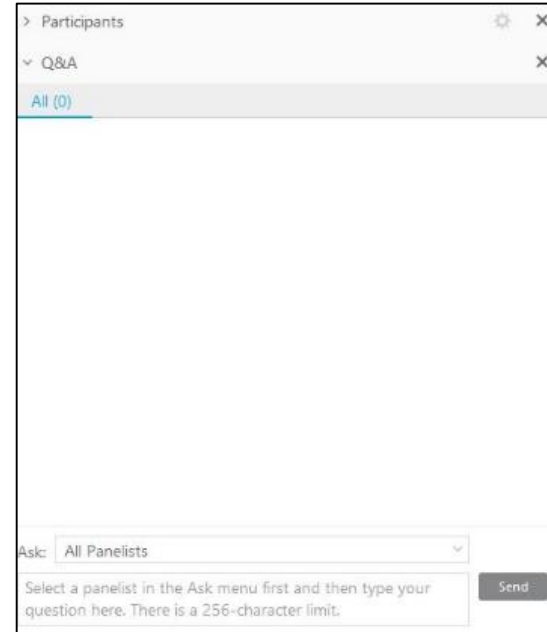 Participants
Q&A
All (0)
Ask: All Panelists
Select a panelist in the Ask menu first and then type your
question here. There is a 256-character limit.
Send